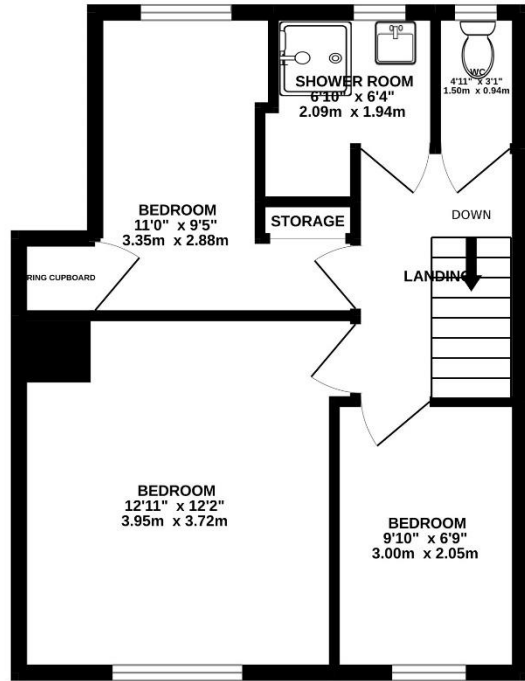 SHOWER ROOM
6'10" x 6'4"
2.09m x 1.94m
WC
4'11" x 3'1"
1.50m x 0.94m
BEDROOM
11'0" x 9'5"
3.35m x 2.88m
STORAGE
DOWN
LANDING
RING CUPBOARD
BEDROOM
12'11" x 12'2"
3.95m x 3.72m
BEDROOM
9'10" x 6'9"
3.00m x 2.05m